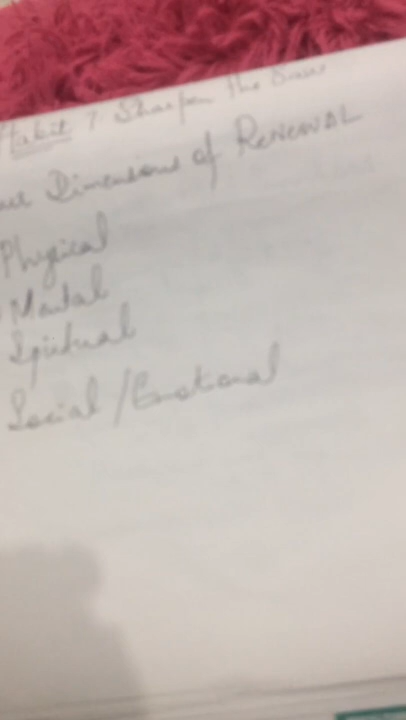 Habit 7 Sharpen The Saw
Dimensions of RENEWAL
Physical
Mental
Spiritual
Social / Emotional